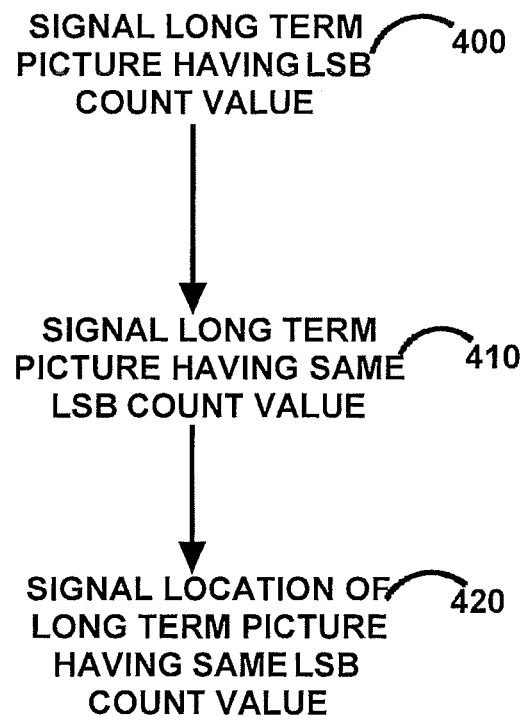 SIGNAL LONG TERM
PICTURE HAVING LSB
COUNT VALUE
400
SIGNAL LONG TERM
PICTURE HAVING SAME
LSB COUNT VALUE
410
SIGNAL LOCATION OF
LONG TERM PICTURE
HAVING SAME LSB
COUNT VALUE
420